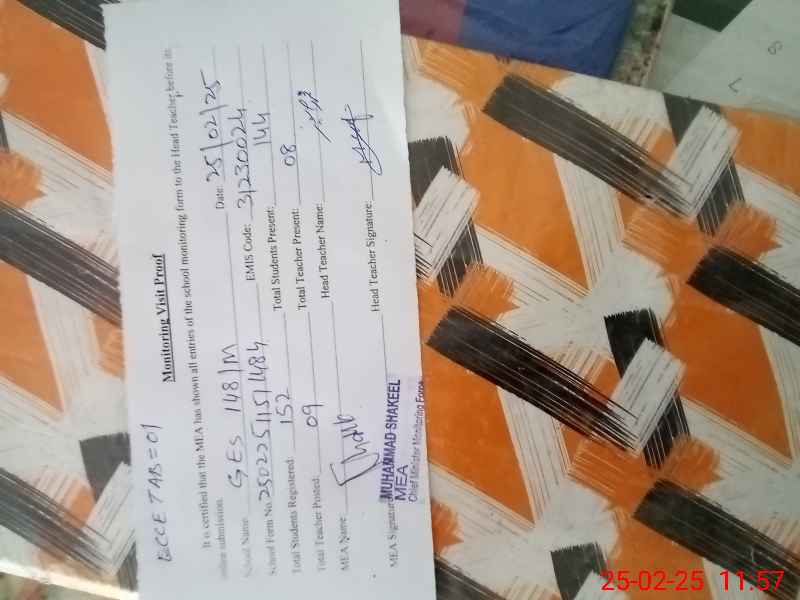 ECCE TAB=01
Monitoring Visit Proof
It is certified that the MEA has shown all entries of the school monitoring form to the Head Teacher before its
online submission. Date: 25/02/25
School Name: GES 148/M EMIS Code: 31230024
School Form No. 250225/15/1484 Total Students Present: 144
Total Students Registered: 152 Total Teacher Present: 08
Total Teacher Posted: 09 Head Teacher Name:
MEA Name:
MEA Signature Head Teacher Signature:
MUHAMMAD SHAKEEL
MEA
Chief Minister Monitoring Force
25-02-25 11:57